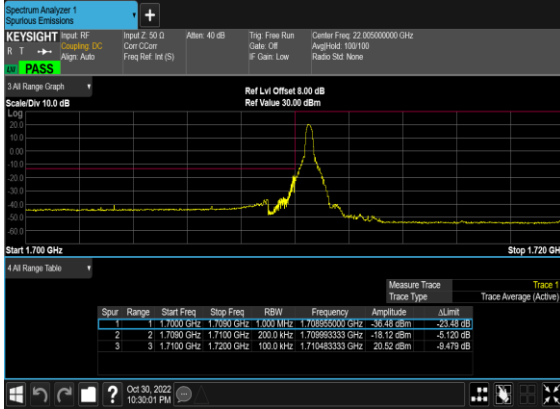 Spectrum Analyzer 1
Spurious Emissions
KEYSIGHT Input: RF Input Z: 50 Ω Atten: 40 dB Trig: Free Run Center Freq: 22.005000000 GHz
R T Coupling: DC Corr CCorr Gate: Off Avg|Hold: 100/100
Align: Auto Freq Ref: Int (S) IF Gain: Low Radio Std: None
PASS
3 All Range Graph
Ref Lvl Offset 8.00 dB
Scale/Div 10.0 dB Ref Value 30.00 dBm
Log
20.0
10.0
0.00
-10.0
-20.0
-30.0
-40.0
-50.0
-60.0
Start 1.700 GHz Stop 1.720 GH
4 All Range Table
Measure Trace Trace 1
Trace Type Trace Average (Active)
Spur Range Start Freq Stop Freq RBW Frequency Amplitude ΔLimit
1 1 1.7000 GHz 1.7090 GHz 1.000 MHz 1.708955000 GHz -36.48 dBm -23.48 dB
2 2 1.7090 GHz 1.7100 GHz 200.0 kHz 1.709993333 GHz -18.12 dBm -5.120 dB
3 3 1.7100 GHz 1.7200 GHz 100.0 kHz 1.710483333 GHz 20.52 dBm -9.479 dB
? Oct 30, 2022
10:30:01 PM